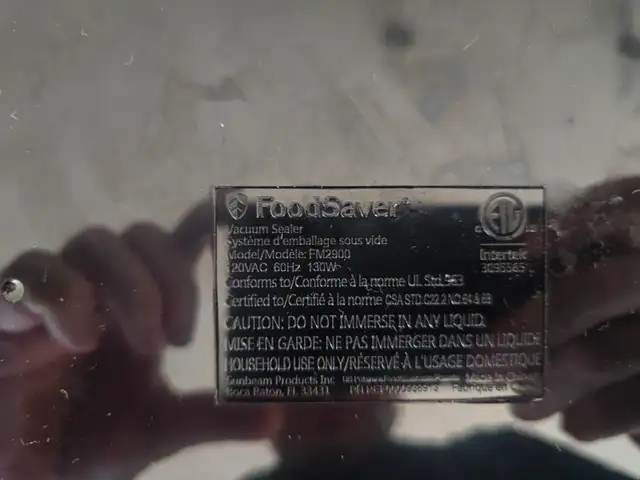 FoodSaver
Vacuum Sealer
Système d'emballage sous vide
Model/Modèle: FM2900
120VAC 60Hz 130W
Intertek
Conforms to/Conforme à la norme UL Std.
Certified to/Certifié à la norme CSA STD. C22.2 NO.
CAUTION: DO NOT IMMERSE IN ANY LIQUID.
MISE EN GARDE: NE PAS IMMERGER DANS UN LIQUIDE
HOUSEHOLD USE ONLY/RÉSERVÉ À L'USAGE DOMESTIQUE
Sunbeam Products Inc
Boca Raton, FL 33431
Fabriqué en